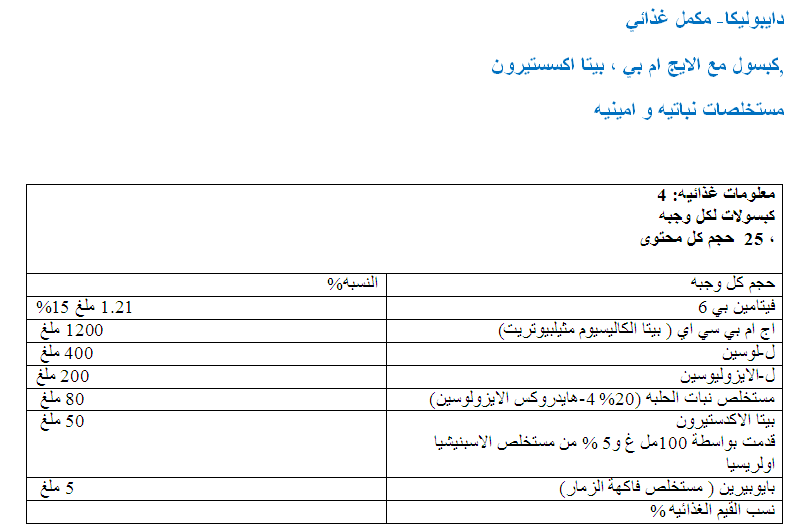 دايبوليكا- مكمل غذائي
كبسول مع الايج ام بي ، بيتا اكسستيرون,
مستخلصات نباتيه و امينيه
معلومات غذائيه: 4
كبسولات لكل وجبه
، 25 حجم كل محتوى
حجم كل وجبه النسبه%
فيتامين بي 6 1.21 ملغ 15%
اج ام بي سي اي ( بيتا الكاليسيوم مثيلبيوتريت) 1200 ملغ
ل-لوسين 400 ملغ
ل-الايزوليوسين 200 ملغ
مستخلص نبات الحلبه (20% 4-هايدروكس الايزولوسين) 80 ملغ
بيتا الاكدستيرون 50 ملغ
قدمت بواسطة 100مل غ و5 % من مستخلص الاسبنيشيا
اولريسيا
بايوبيرين ( مستخلص فاكهة الزمار) 5 ملغ
نسب القيم الغذائيه %